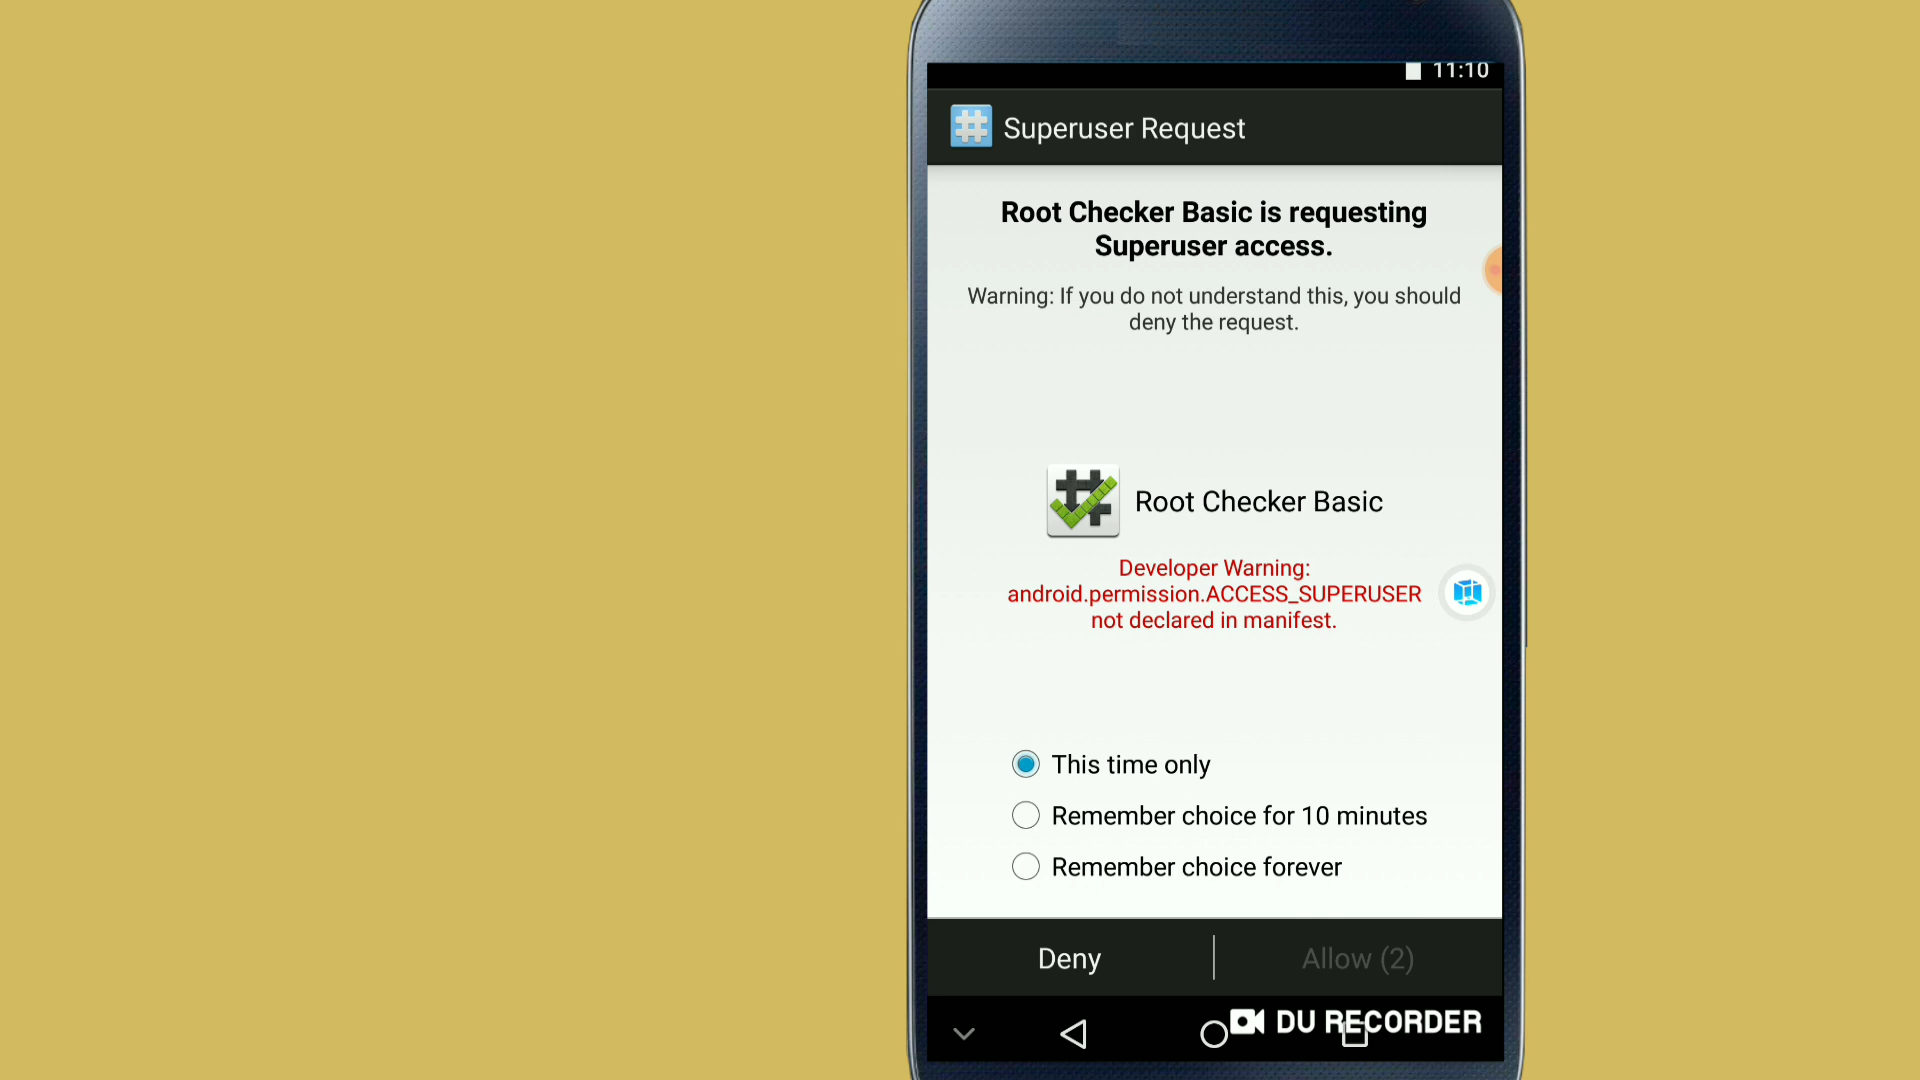 11:10
Superuser Request
Root Checker Basic is requesting
Superuser access.
Warning: If you do not understand this, you should
deny the request.
Root Checker Basic
Developer Warning:
android.permission.ACCESS_SUPERUSER
not declared in manifest.
This time only
Remember choice for 10 minutes
Remember choice forever
Deny
Allow (2)
DU RECORDER